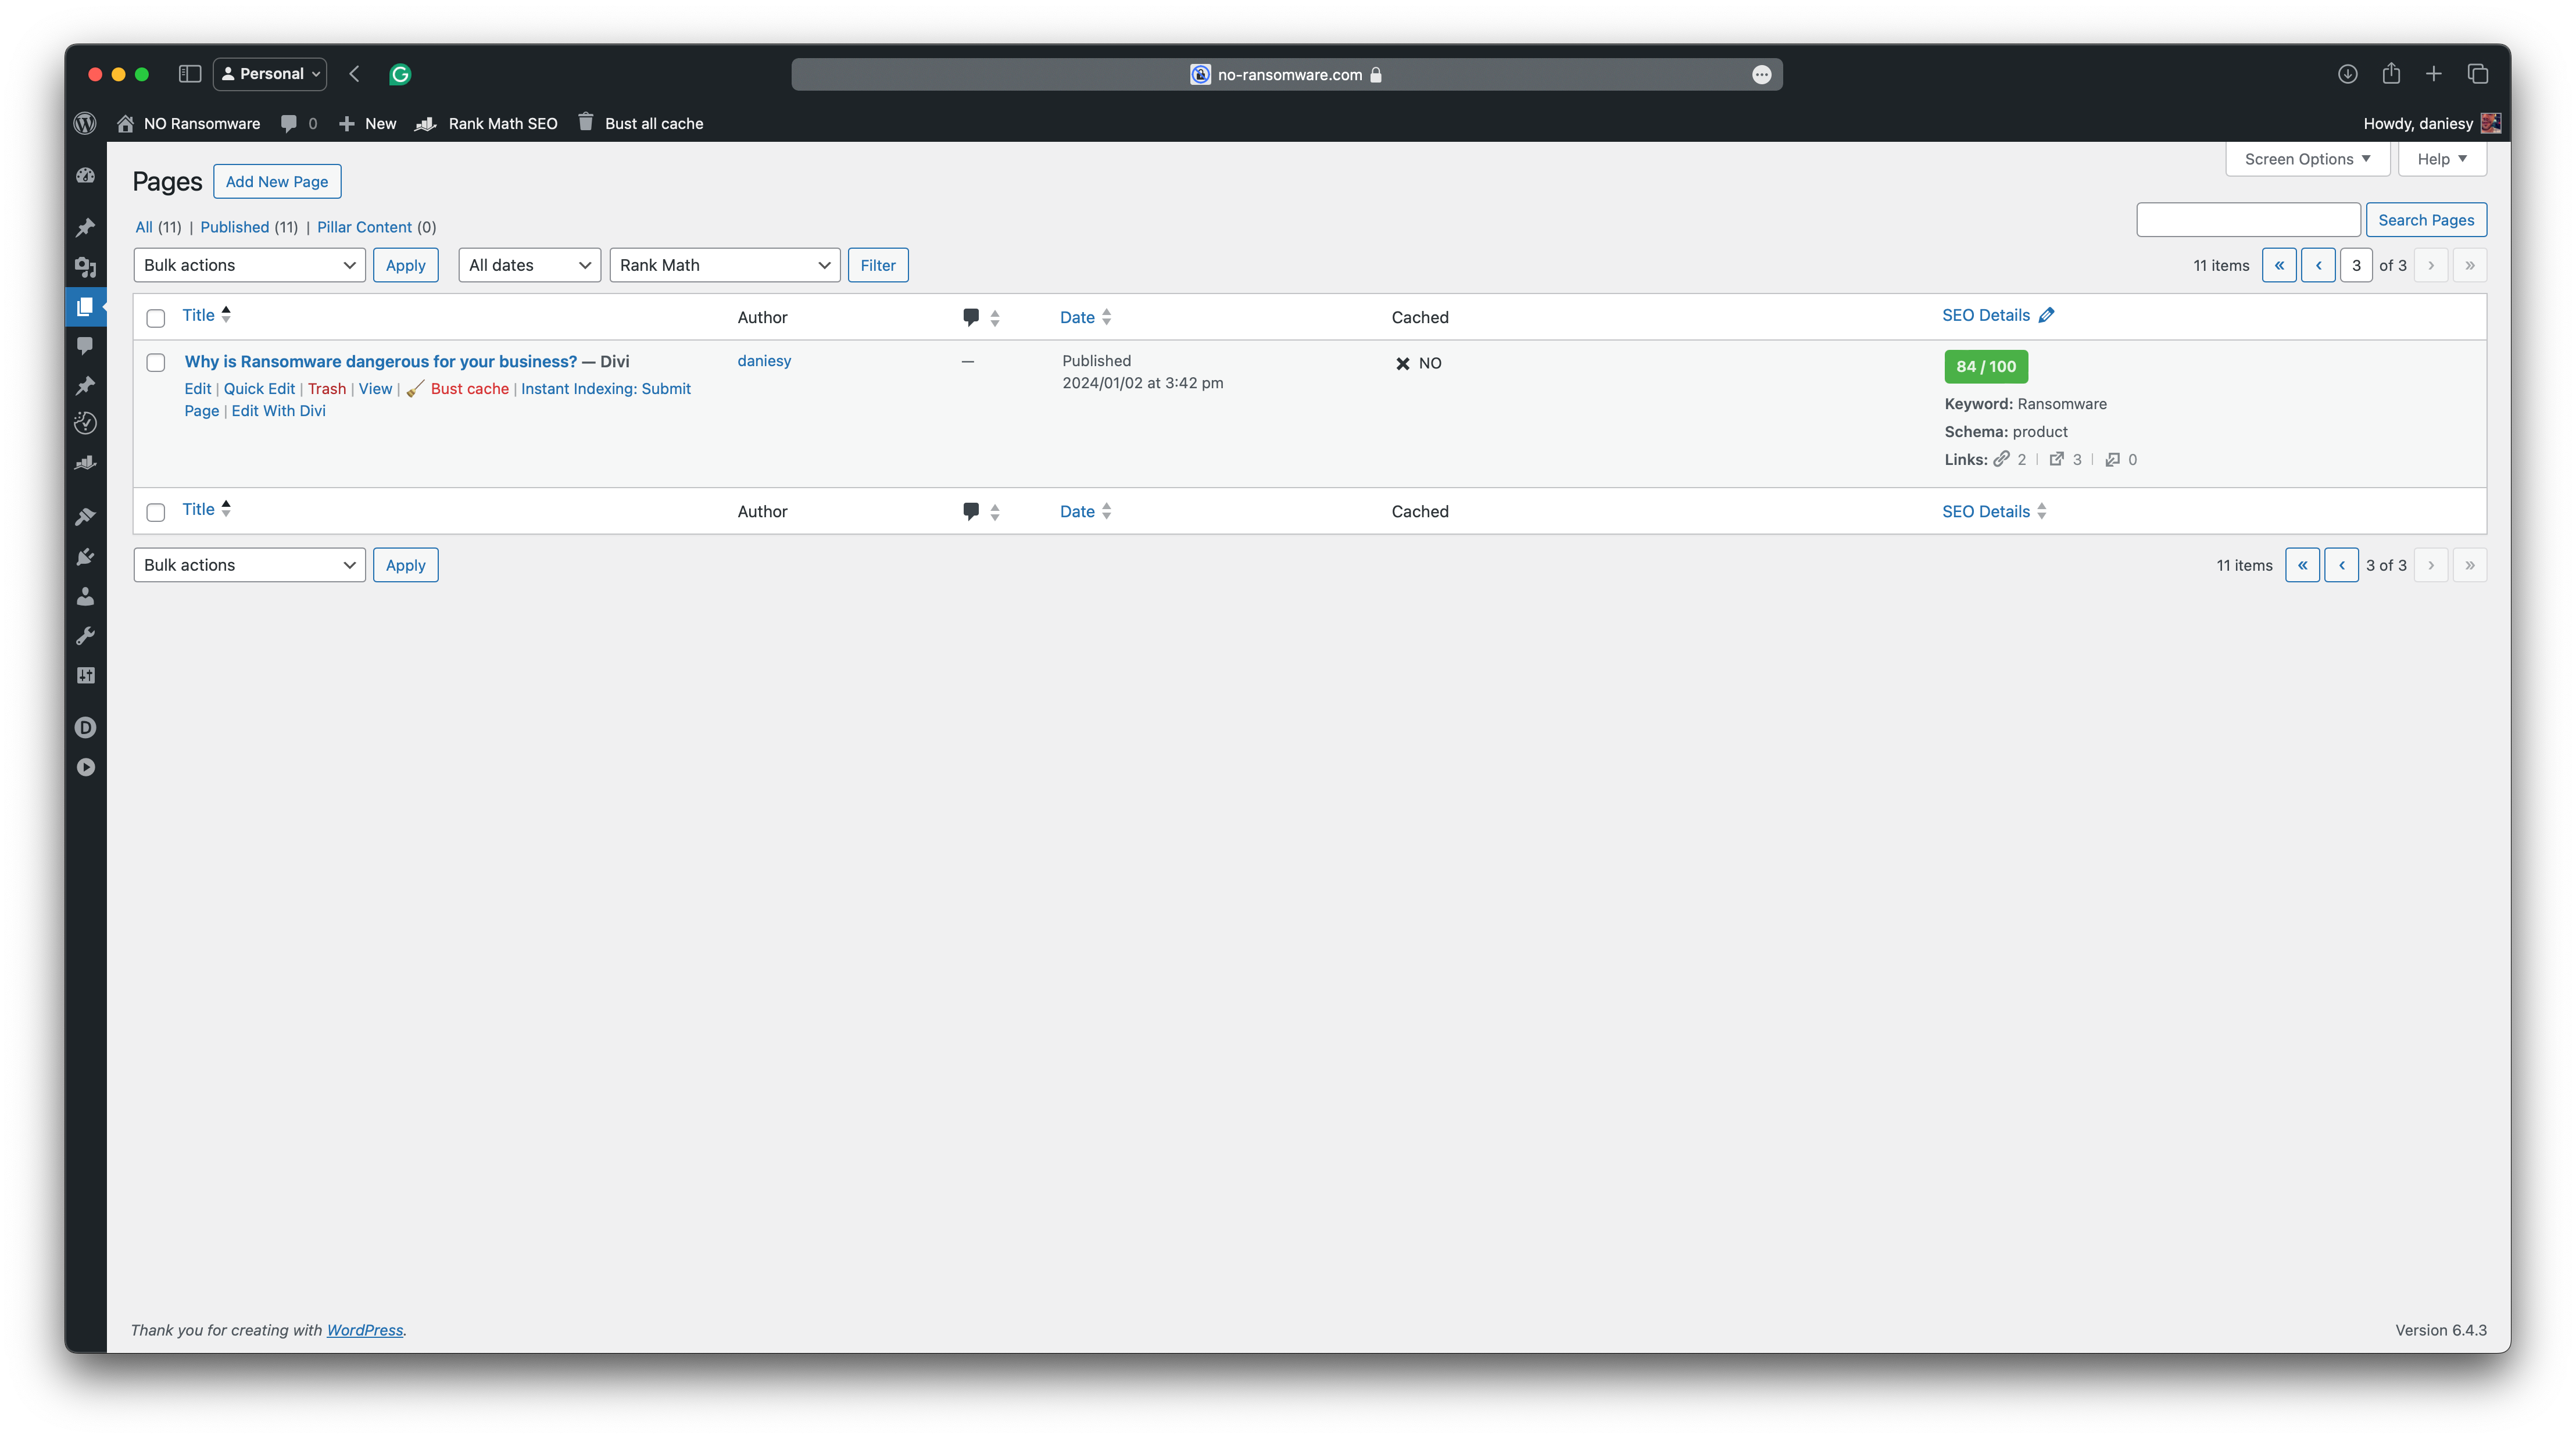 Personal
no-ransomware.com
NO Ransomware 0 New Rank Math SEO Bust all cache Howdy, daniesy
Screen Options Help
Pages Add New Page
All (11) | Published (11) | Pillar Content (0)
Search Pages
Bulk actions Apply All dates Rank Math Filter 11 items « ‹ 3 of 3 › »
Title Author Date Cached SEO Details
Why is Ransomware dangerous for your business? — Divi daniesy — Published NO 84 / 100
2024/01/02 at 3:42 pm
Edit | Quick Edit | Trash | View | Bust cache | Instant Indexing: Submit
Page | Edit With Divi
Keyword: Ransomware
Schema: product
Links: 2 | 3 | 0
Title Author Date Cached SEO Details
Bulk actions Apply 11 items « ‹ 3 of 3 › »
Thank you for creating with WordPress. Version 6.4.3